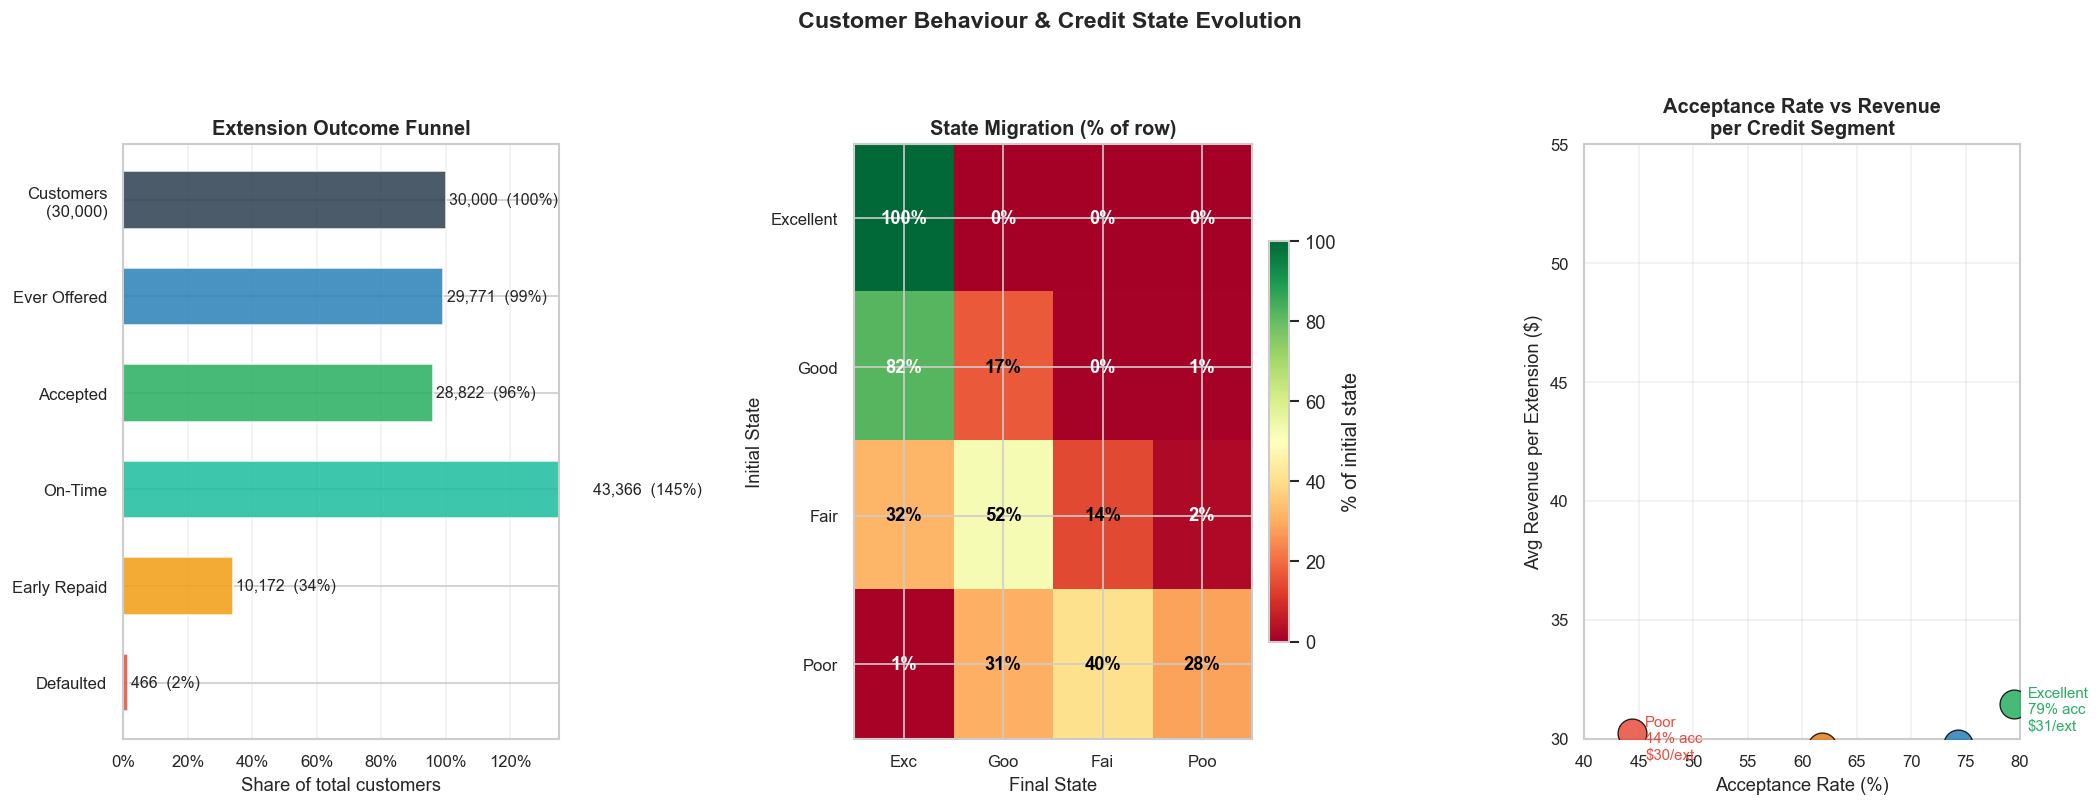 Customer Behaviour & Credit State Evolution
Extension Outcome Funnel
Customers
(30,000)
Ever Offered
Accepted
On-Time
Early Repaid
Defaulted
30,000  (100%)
29,771  (99%)
28,822  (96%)
43,366  (145%)
10,172  (34%)
466  (2%)
0%
20%
40%
60%
80%
100%
120%
Share of total customers
State Migration (% of row)
Initial State
Excellent
100%
0%
0%
0%
Good
82%
17%
0%
1%
Fair
32%
52%
14%
2%
Poor
1%
31%
40%
28%
Exc
Goo
Fai
Poo
Final State
100
80
60
40
20
0
% of initial state
Acceptance Rate vs Revenue
per Credit Segment
Avg Revenue per Extension ($)
55
50
45
40
35
30
Excellent
79% acc
$31/ext
Poor
44% acc
$30/ext
40
45
50
55
60
65
70
75
80
Acceptance Rate (%)